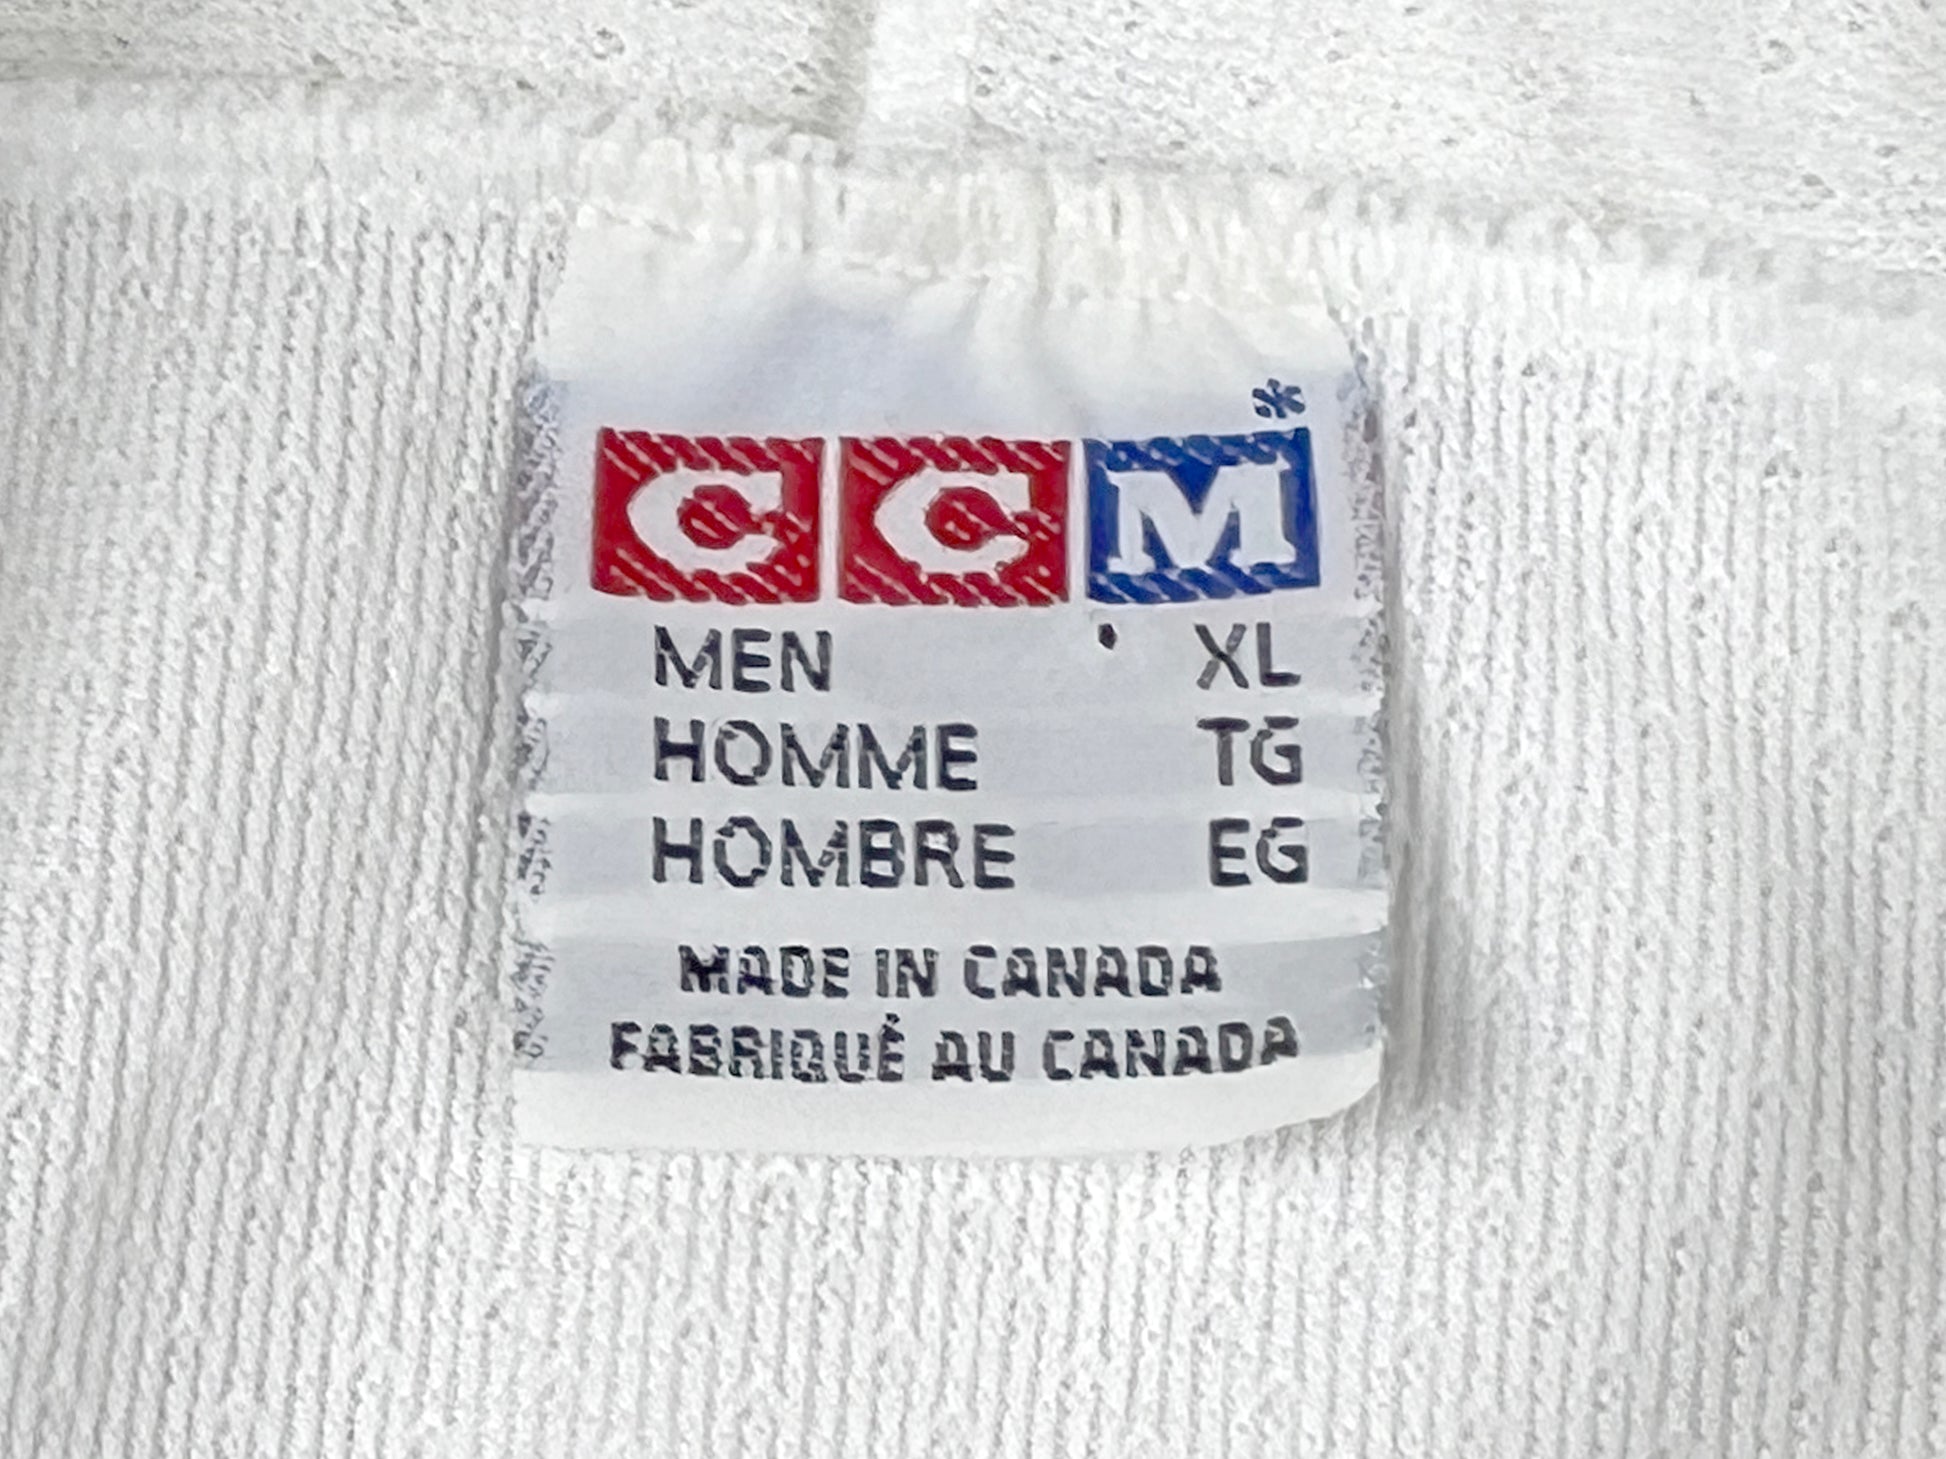 CCM*
MEN XL
HOMME TG
HOMBRE EG
MADE IN CANADA
FABRIQUÉ AU CANADA